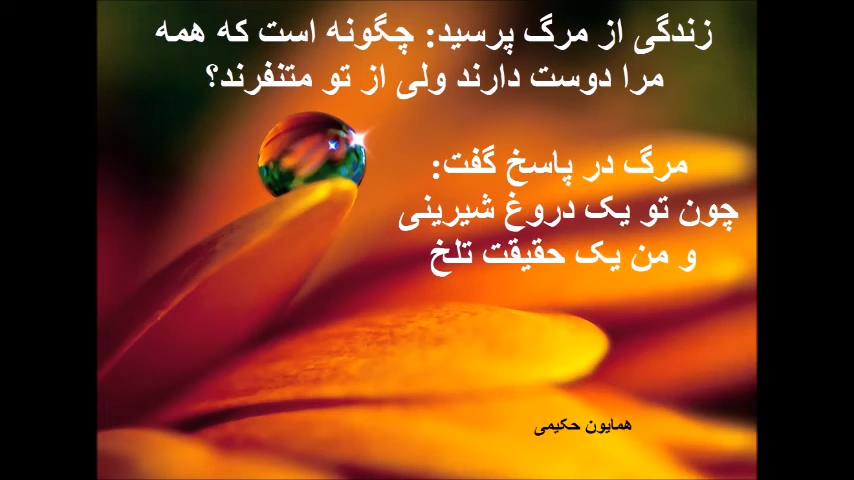 زندگی از مرگ پرسید: چگونه است که همه
مرا دوست دارند ولی از تو متنفرند؟
مرگ در پاسخ گفت:
چون تو یک دروغ شیرینی
و من یک حقیقت تلخ
همایون حکیمی